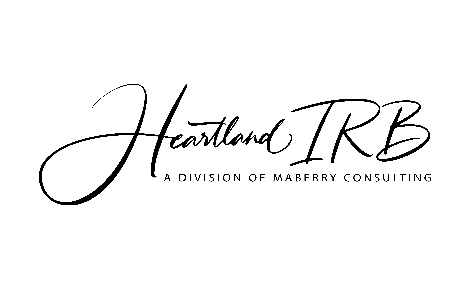 Heartland IRB
A DIVISION OF MABERRY CONSULTING